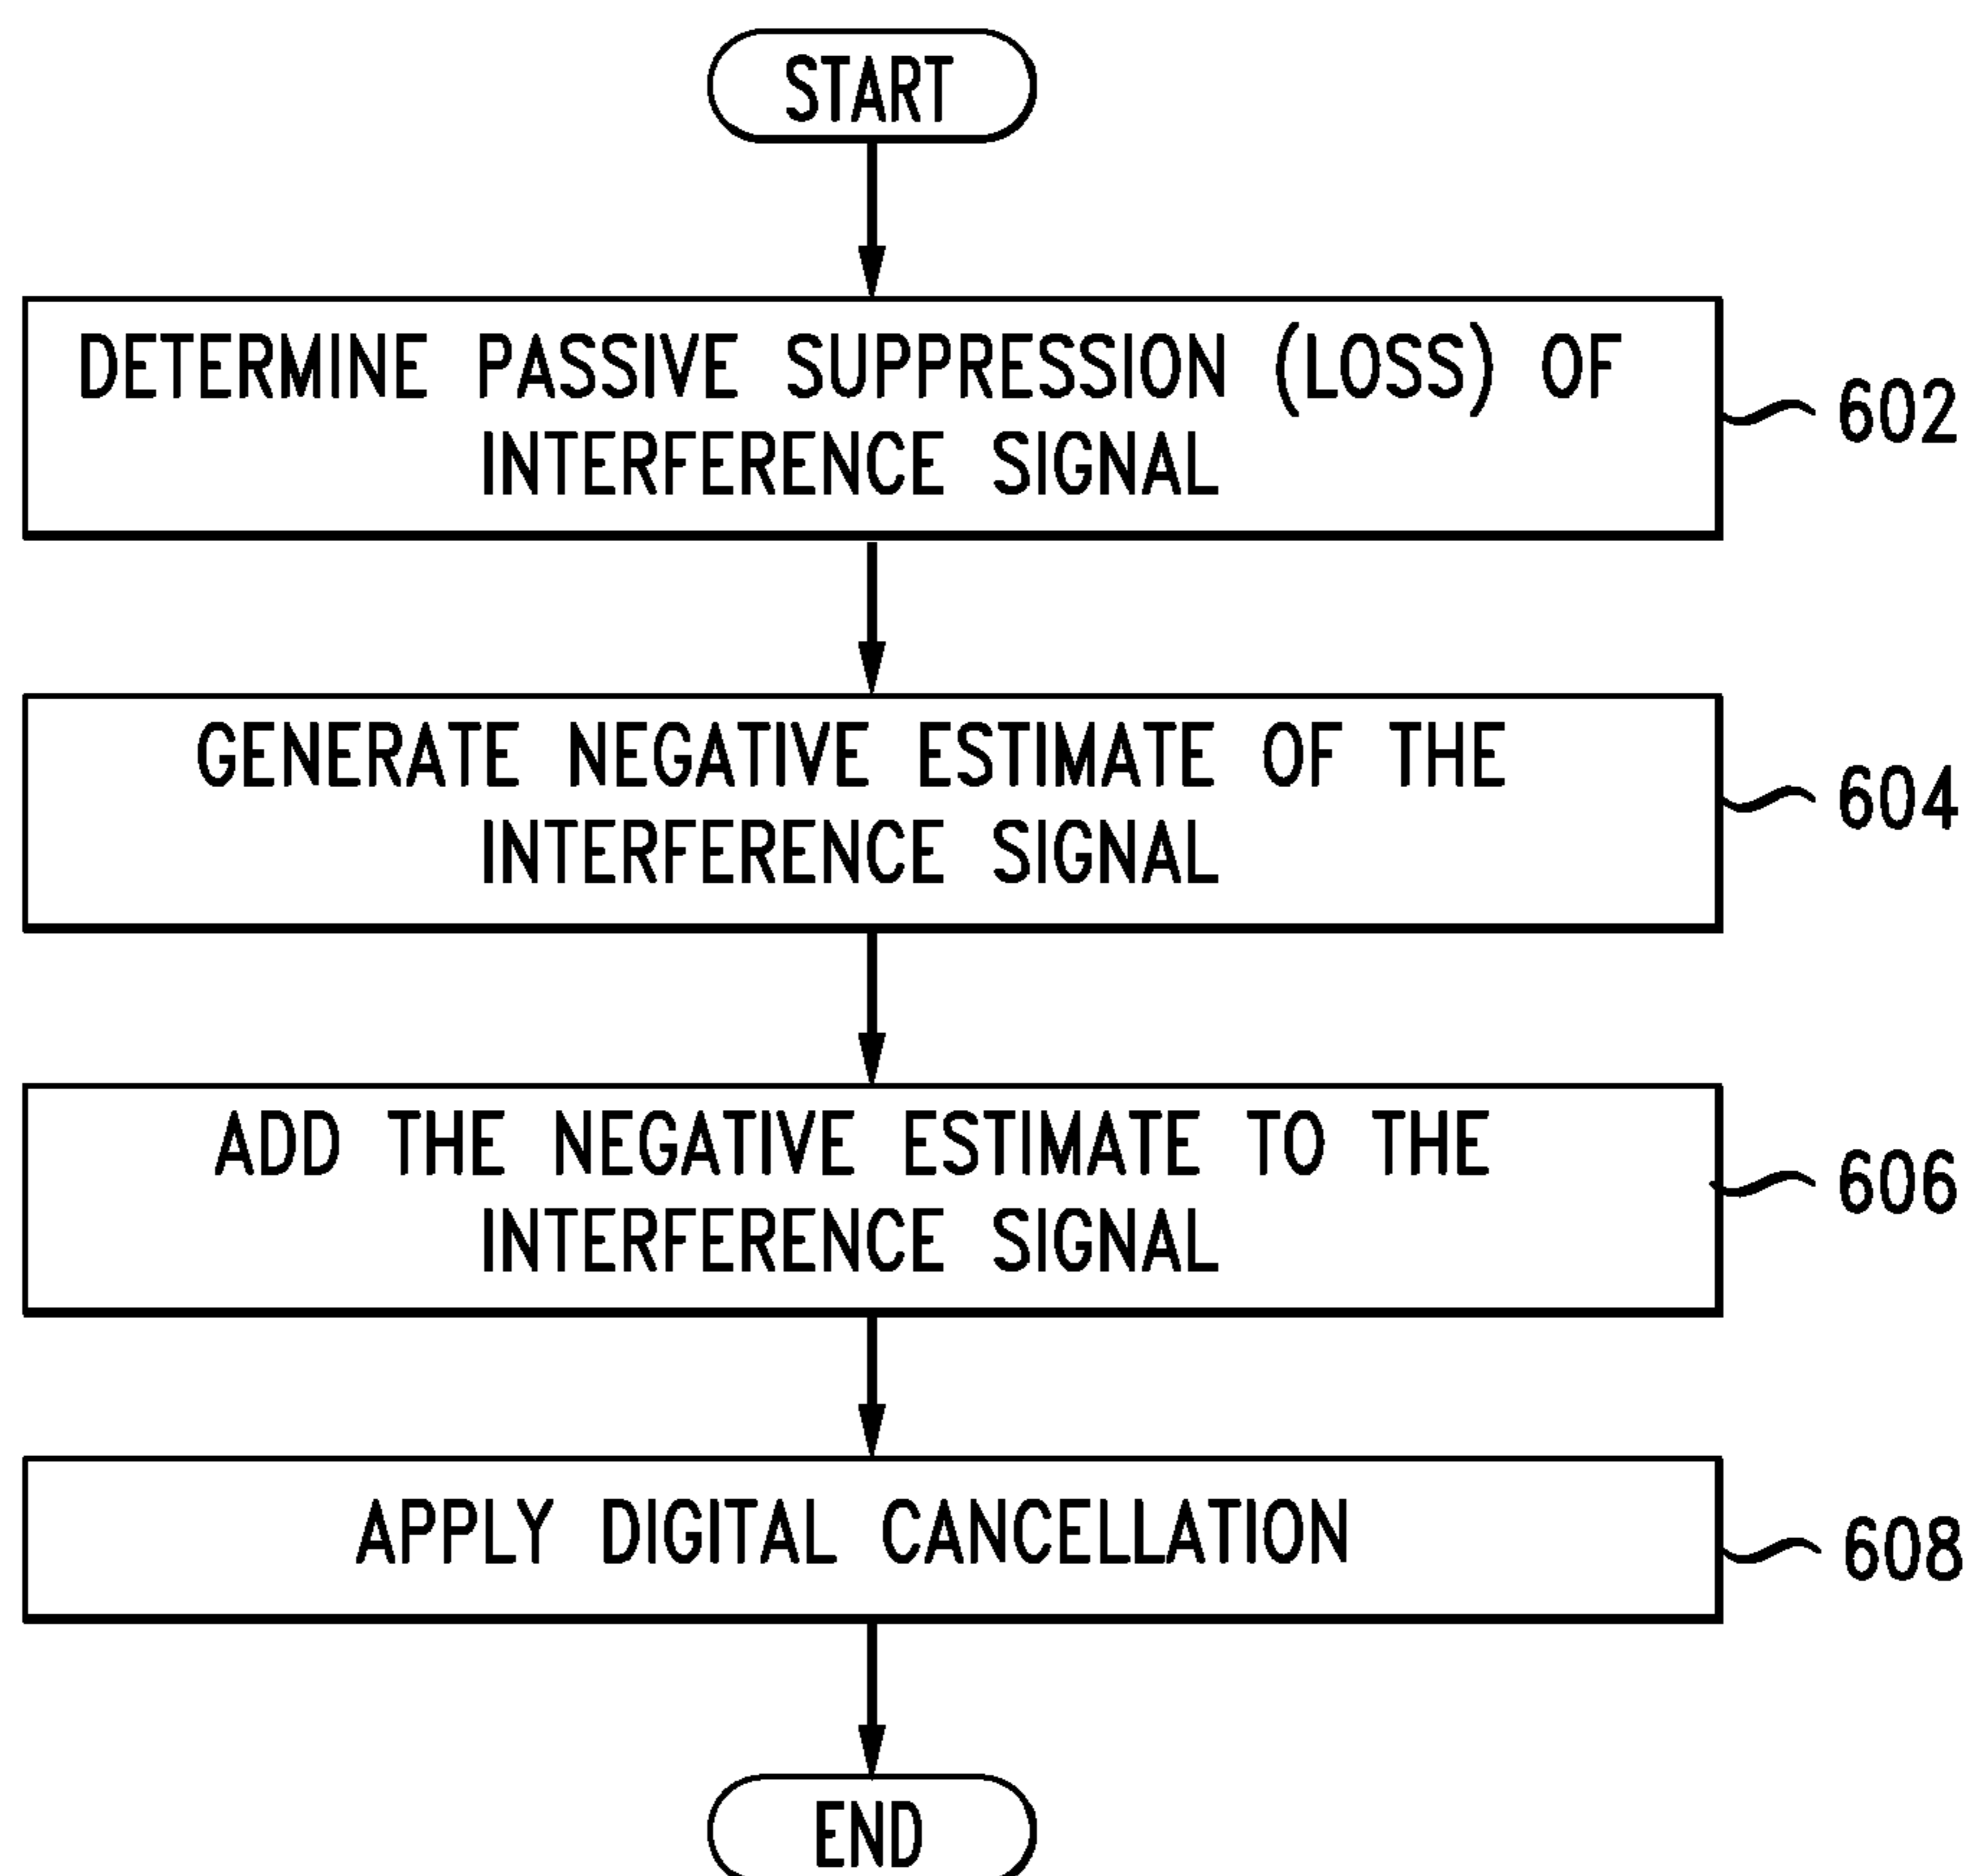 START
DETERMINE PASSIVE SUPPRESSION (LOSS) OF
INTERFERENCE SIGNAL
602
GENERATE NEGATIVE ESTIMATE OF THE
INTERFERENCE SIGNAL
604
ADD THE NEGATIVE ESTIMATE TO THE
INTERFERENCE SIGNAL
606
APPLY DIGITAL CANCELLATION
608
END